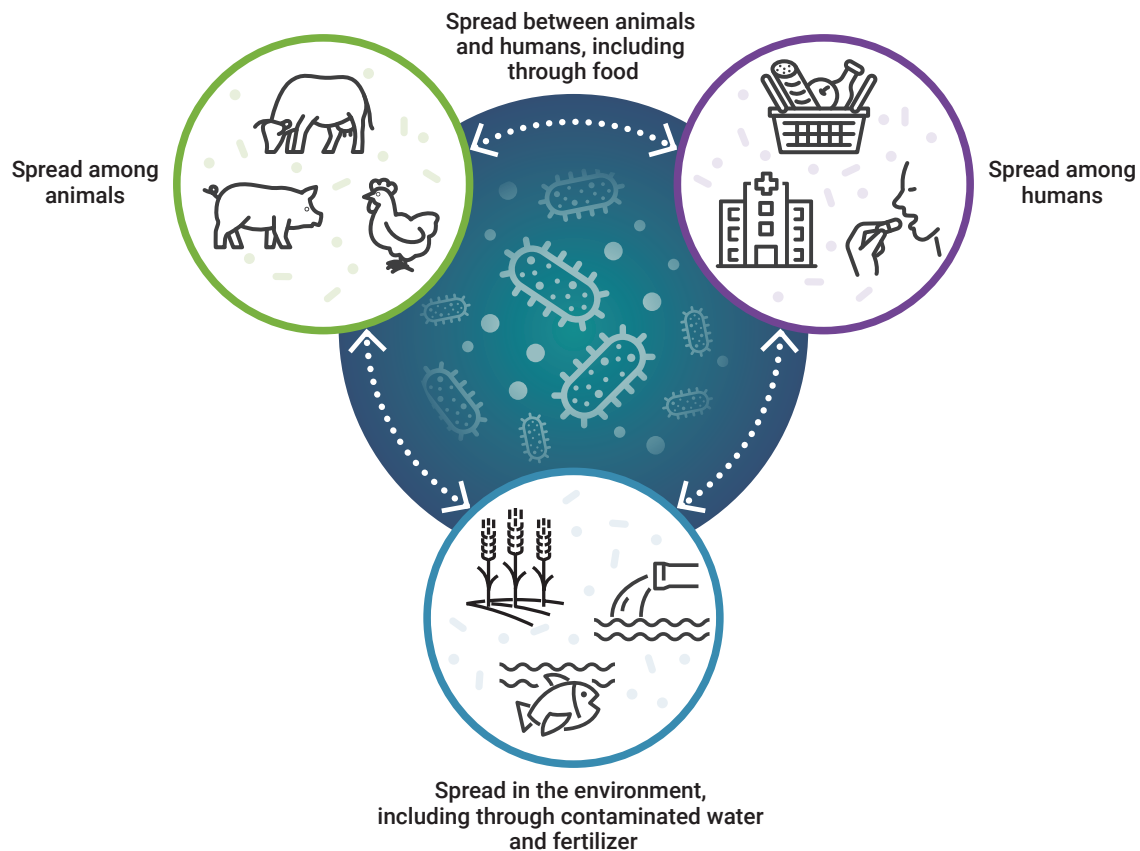 Spread between animals
and humans, including
through food
Spread among
animals
Spread among
humans
Spread in the environment,
including through contaminated water
and fertilizer